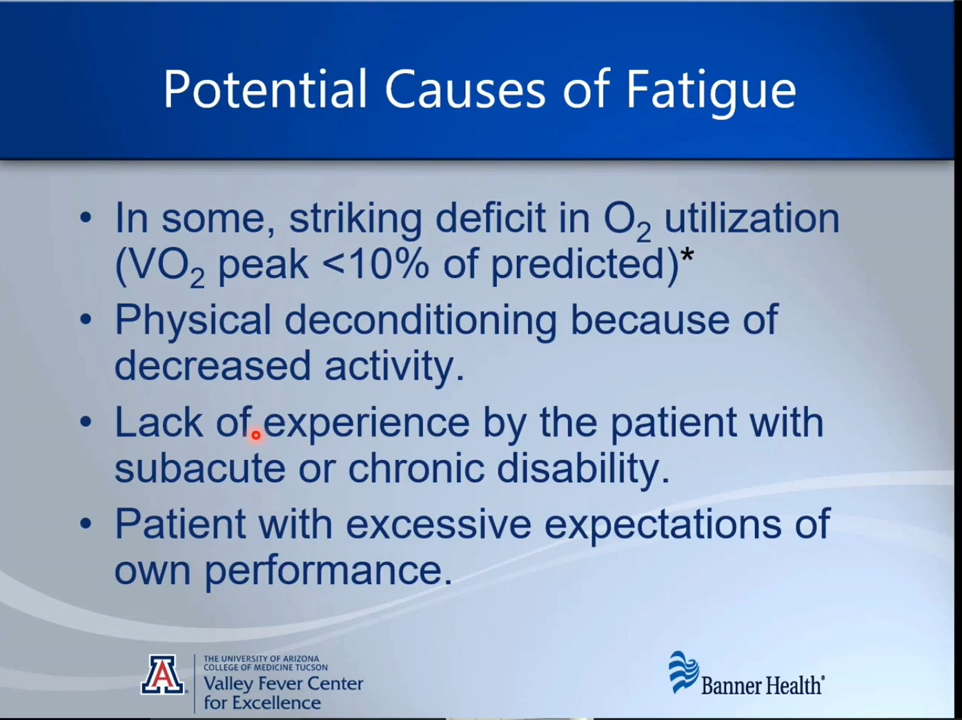 Potential Causes of Fatigue
• In some, striking deficit in O₂ utilization
(VO₂ peak <10% of predicted)*
• Physical deconditioning because of
decreased activity.
• Lack of experience by the patient with
subacute or chronic disability.
• Patient with excessive expectations of
own performance.
A
THE UNIVERSITY OF ARIZONA
COLLEGE OF MEDICINE TUCSON
Valley Fever Center
for Excellence
Banner Health®